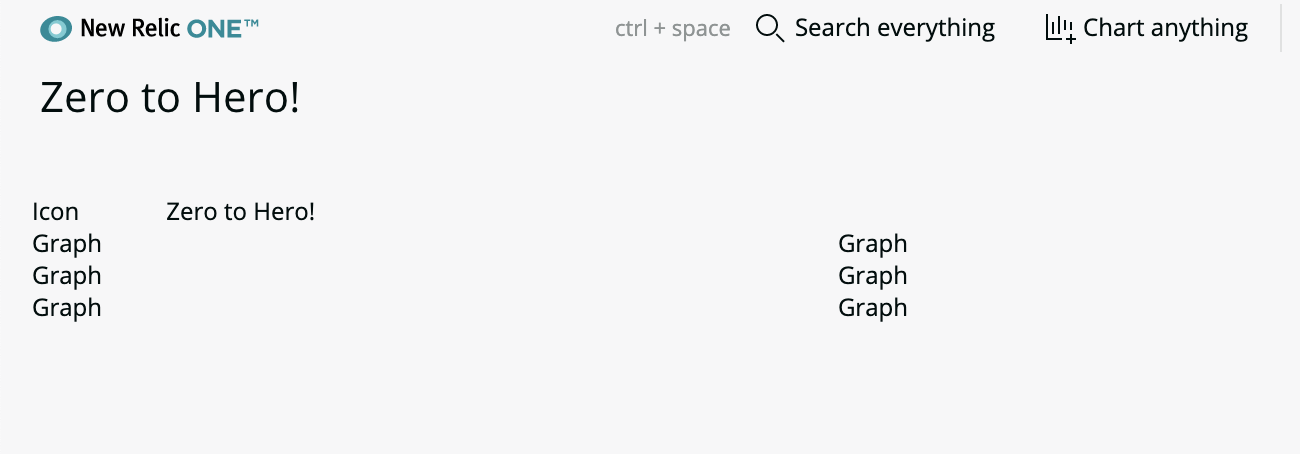 New Relic ONE™ ctrl + space Search everything Chart anything
Zero to Hero!
Icon Zero to Hero!
Graph Graph
Graph Graph
Graph Graph